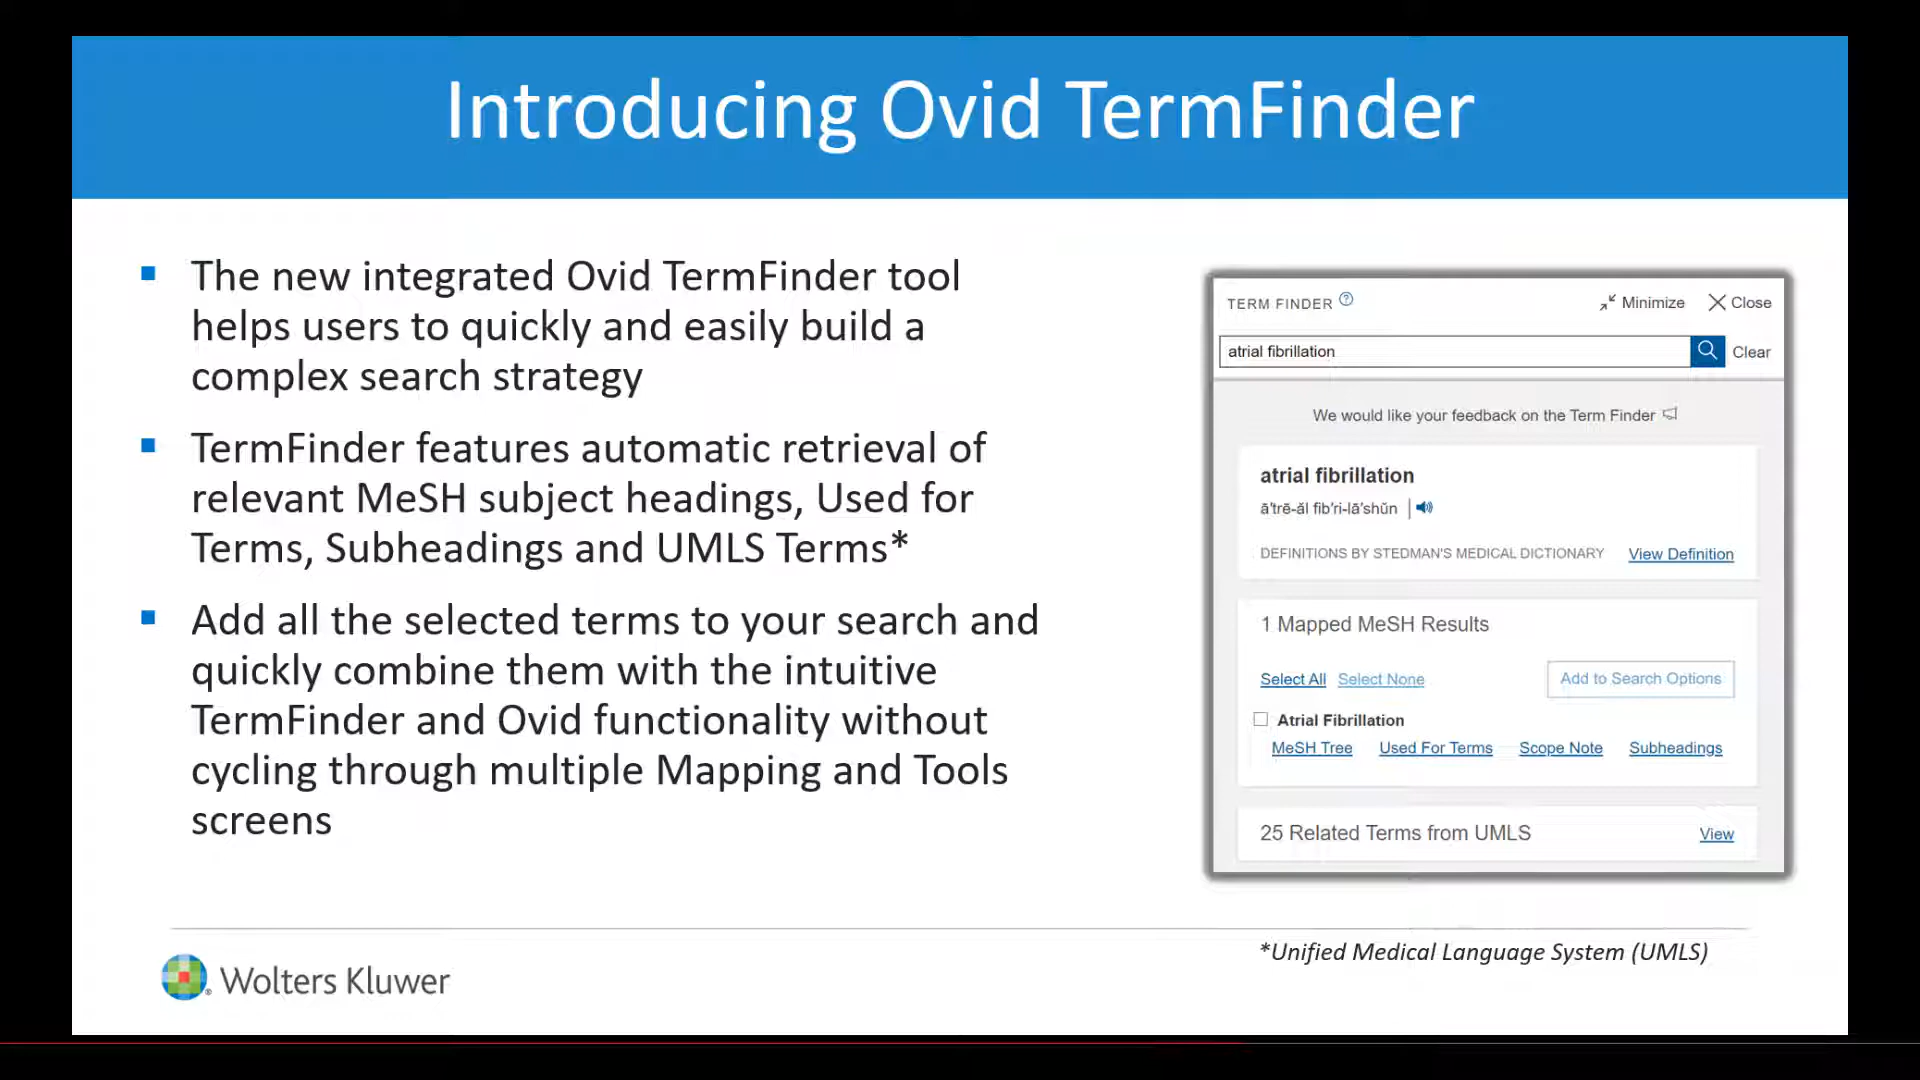 Introducing Ovid TermFinder
The new integrated Ovid TermFinder tool
helps users to quickly and easily build a
complex search strategy
TermFinder features automatic retrieval of
relevant MeSH subject headings, Used for
Terms, Subheadings and UMLS Terms*
Add all the selected terms to your search and
quickly combine them with the intuitive
TermFinder and Ovid functionality without
cycling through multiple Mapping and Tools
screens
TERM FINDER ? Minimize Close
atrial fibrillation Clear
We would like your feedback on the Term Finder
atrial fibrillation
ā′trē-ăl fib′ri-lā′shŭn
DEFINITIONS BY STEDMAN'S MEDICAL DICTIONARY View Definition
1 Mapped MeSH Results
Select All Select None Add to Search Options
Atrial Fibrillation
MeSH Tree Used For Terms Scope Note Subheadings
25 Related Terms from UMLS View
*Unified Medical Language System (UMLS)
Wolters Kluwer